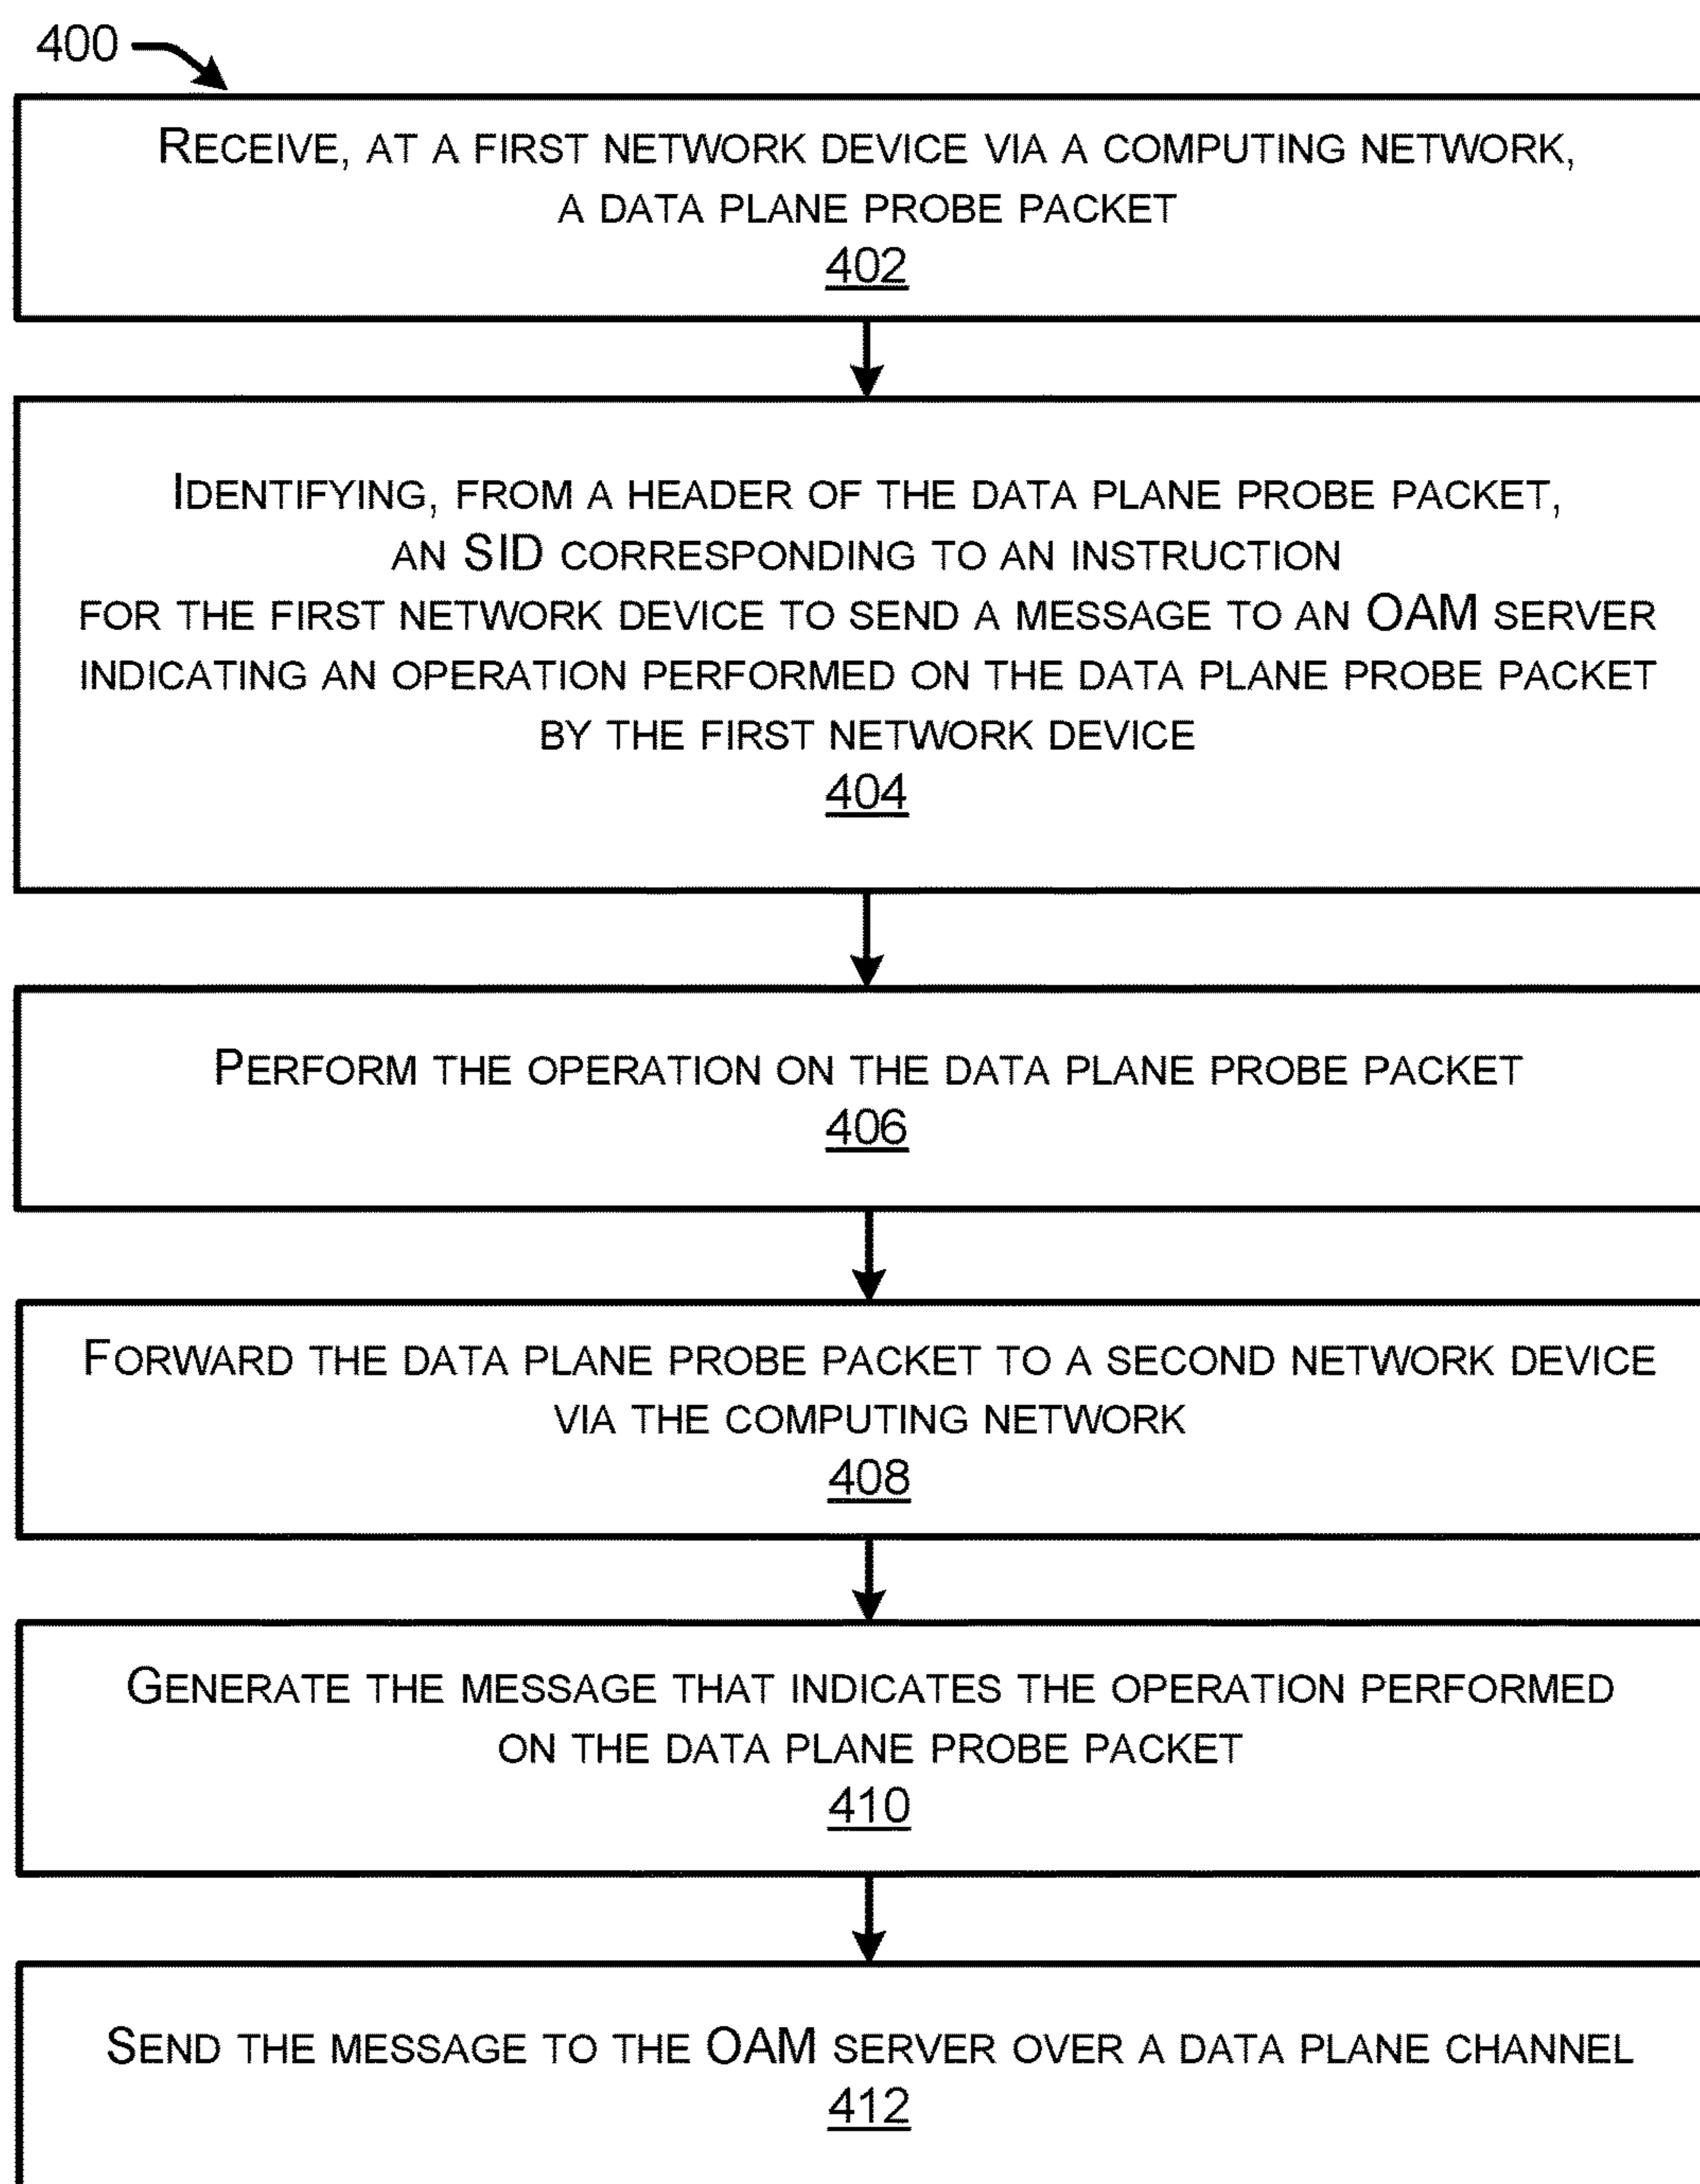 400
RECEIVE, AT A FIRST NETWORK DEVICE VIA A COMPUTING NETWORK,
A DATA PLANE PROBE PACKET
402
IDENTIFYING, FROM A HEADER OF THE DATA PLANE PROBE PACKET,
AN SID CORRESPONDING TO AN INSTRUCTION
FOR THE FIRST NETWORK DEVICE TO SEND A MESSAGE TO AN OAM SERVER
INDICATING AN OPERATION PERFORMED ON THE DATA PLANE PROBE PACKET
BY THE FIRST NETWORK DEVICE
404
PERFORM THE OPERATION ON THE DATA PLANE PROBE PACKET
406
FORWARD THE DATA PLANE PROBE PACKET TO A SECOND NETWORK DEVICE
VIA THE COMPUTING NETWORK
408
GENERATE THE MESSAGE THAT INDICATES THE OPERATION PERFORMED
ON THE DATA PLANE PROBE PACKET
410
SEND THE MESSAGE TO THE OAM SERVER OVER A DATA PLANE CHANNEL
412